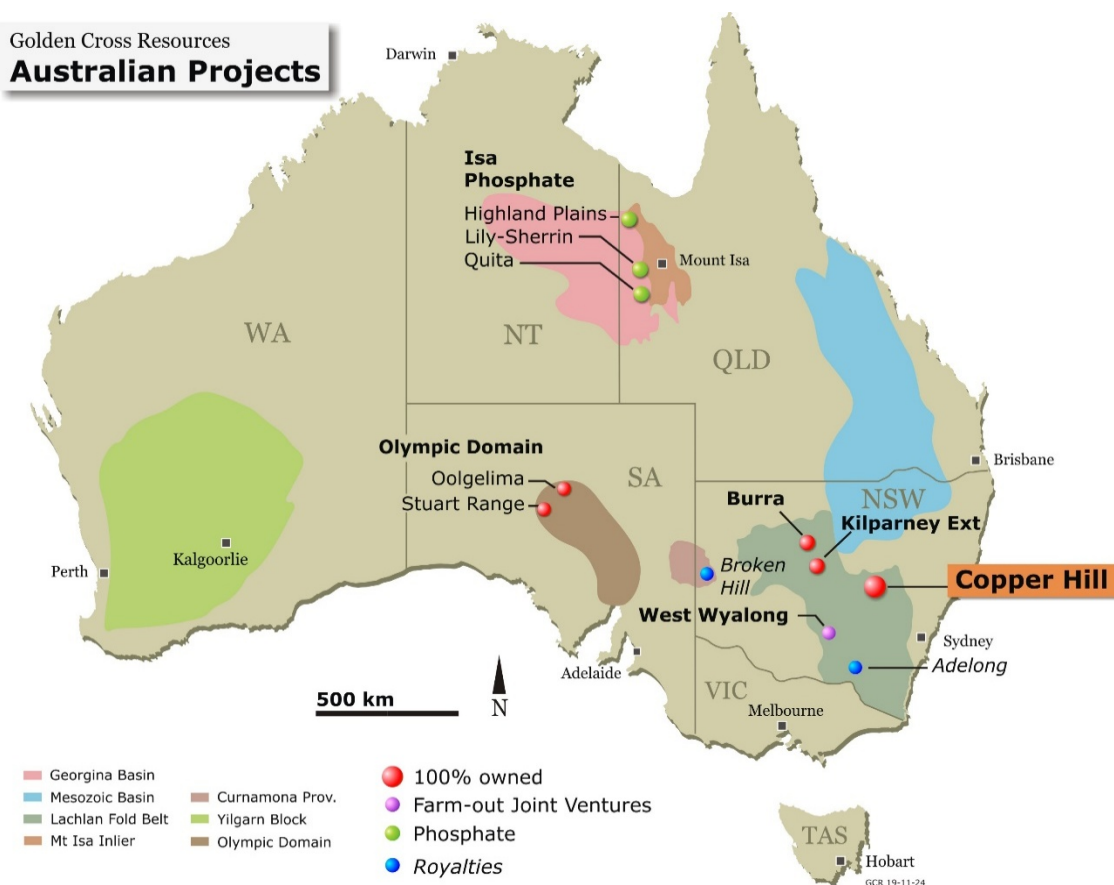 Golden Cross Resources
Australian Projects
Darwin
Isa
Phosphate
Highland Plains
Lily-Sherrin
Quita
Mount Isa
WA
NT
QLD
Olympic Domain
Oolgelima
Stuart Range
SA
Brisbane
NSW
Burra
Kilparney Ext
Kalgoorlie
Perth
Broken
Hill
Copper Hill
West Wyalong
Sydney
Adelaide
Adelong
VIC
Melbourne
500 km
N
Georgina Basin
Mesozoic Basin
Lachlan Fold Belt
Mt Isa Inlier
Curnamona Prov.
Yilgarn Block
Olympic Domain
100% owned
Farm-out Joint Ventures
Phosphate
Royalties
TAS
Hobart
GCR 19-11-24